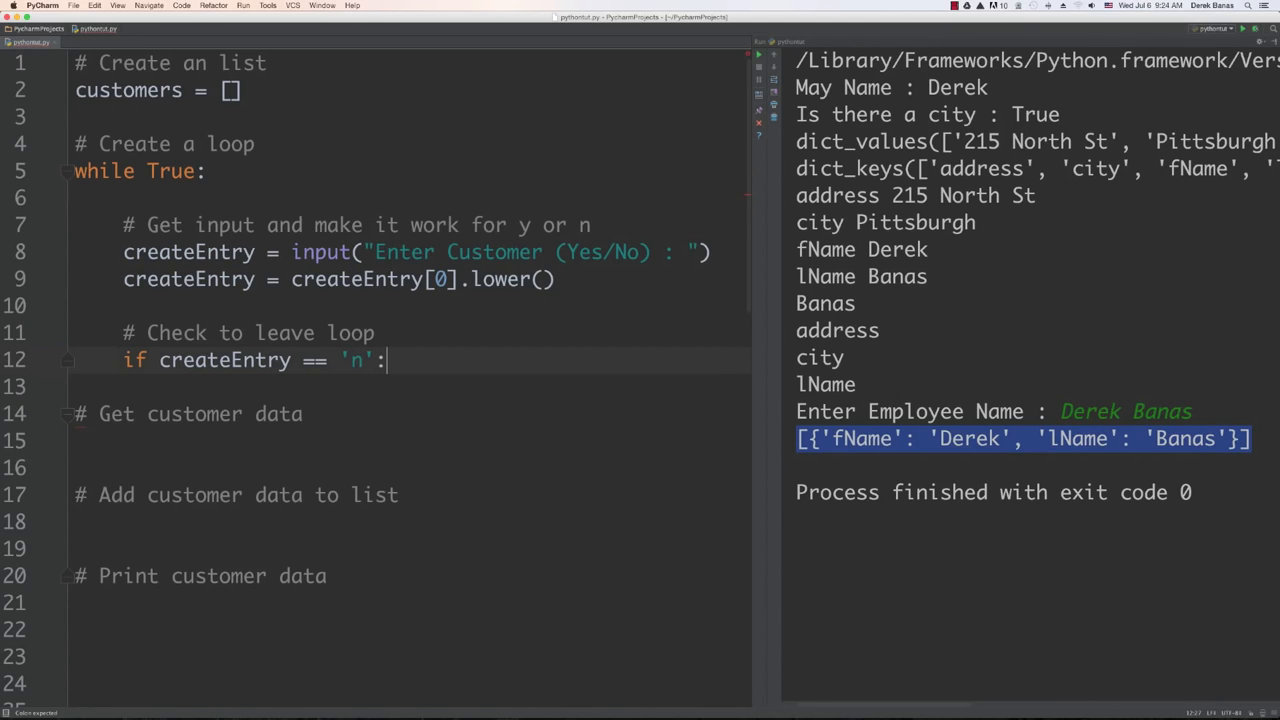 PyCharm File Edit View Navigate Code Refactor Run Tools VCS Window Help
10 Wed Jul 6 9:24 AM Derek Banas
pythontut.py - PycharmProjects - [~/PycharmProjects]
PycharmProjects pythontut.py
pythontut
pythontut.py
Run pythontut
1 # Create an list
2 customers = []
3
4 # Create a loop
5 while True:
6
7 # Get input and make it work for y or n
8 createEntry = input("Enter Customer (Yes/No) : ")
9 createEntry = createEntry[0].lower()
10
11 # Check to leave loop
12 if createEntry == 'n':
13
14 # Get customer data
15
16
17 # Add customer data to list
18
19
20 # Print customer data
21
22
23
24
25
/Library/Frameworks/Python.framework/Vers
May Name : Derek
Is there a city : True
dict_values(['215 North St', 'Pittsburgh
dict_keys(['address', 'city', 'fName', '
address 215 North St
city Pittsburgh
fName Derek
lName Banas
Banas
address
city
lName
Enter Employee Name : Derek Banas
[{'fName': 'Derek', 'lName': 'Banas'}]
Process finished with exit code 0
Colon expected
12:27 LF UTF-8